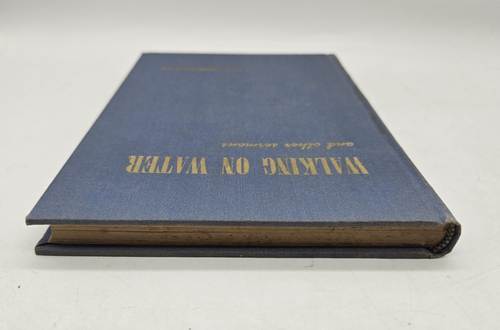 WALKING ON WATER
and other sermons